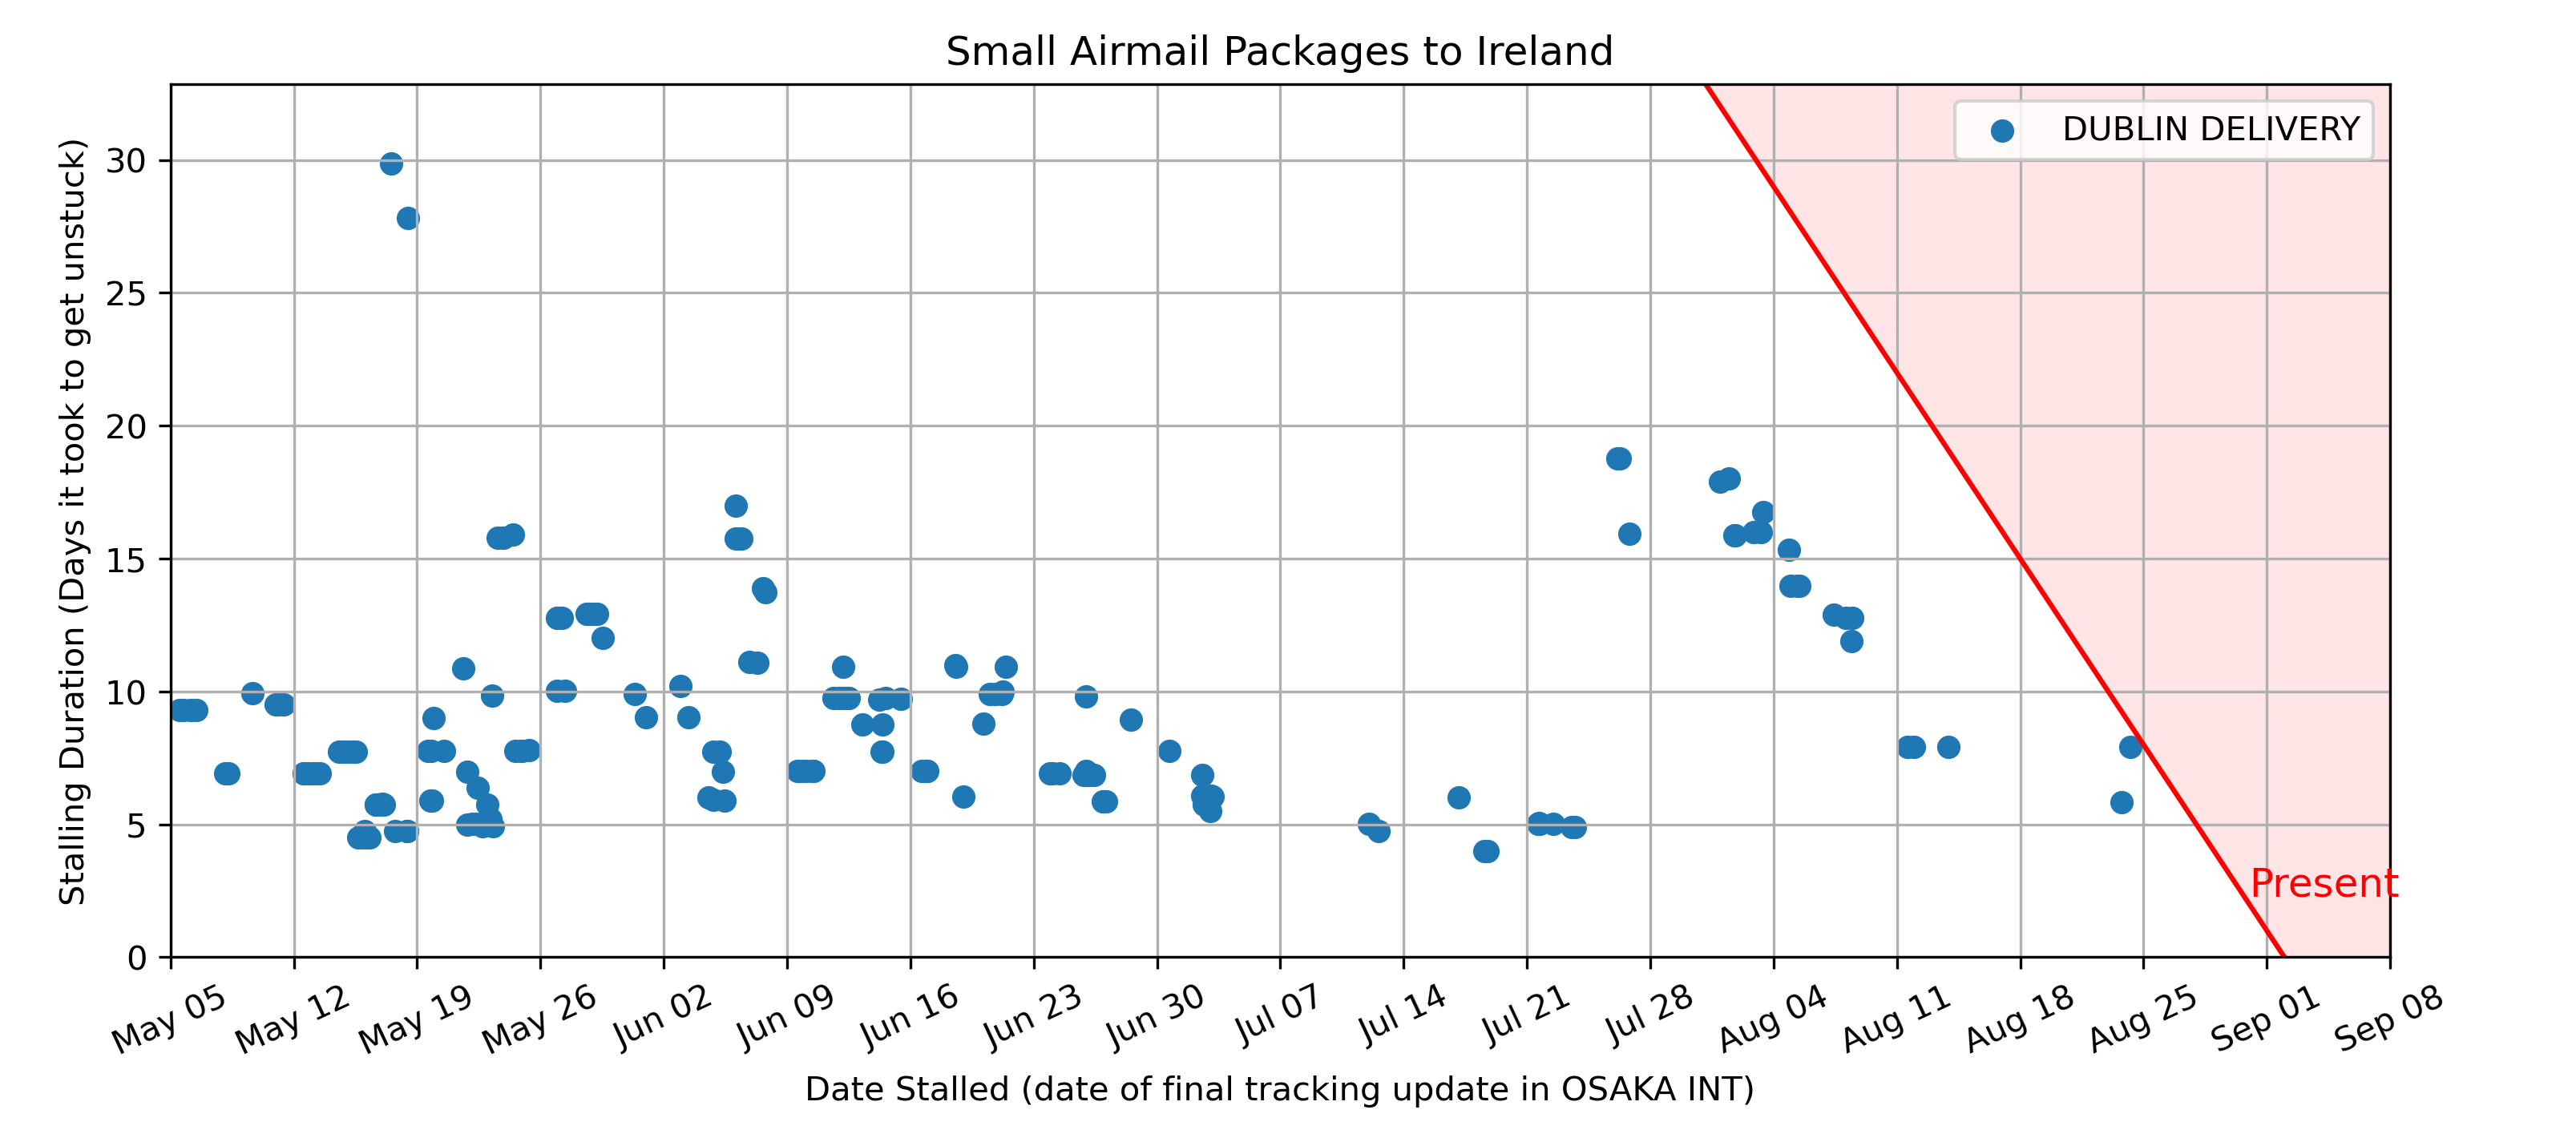 Small Airmail Packages to Ireland
DUBLIN DELIVERY
Stalling Duration (Days it took to get unstuck)
30
25
20
15
10
5
0
Present
May 05 May 12 May 19 May 26 Jun 02 Jun 09 Jun 16 Jun 23 Jun 30 Jul 07 Jul 14 Jul 21 Jul 28 Aug 04 Aug 11 Aug 18 Aug 25 Sep 01 Sep 08
Date Stalled (date of final tracking update in OSAKA INT)